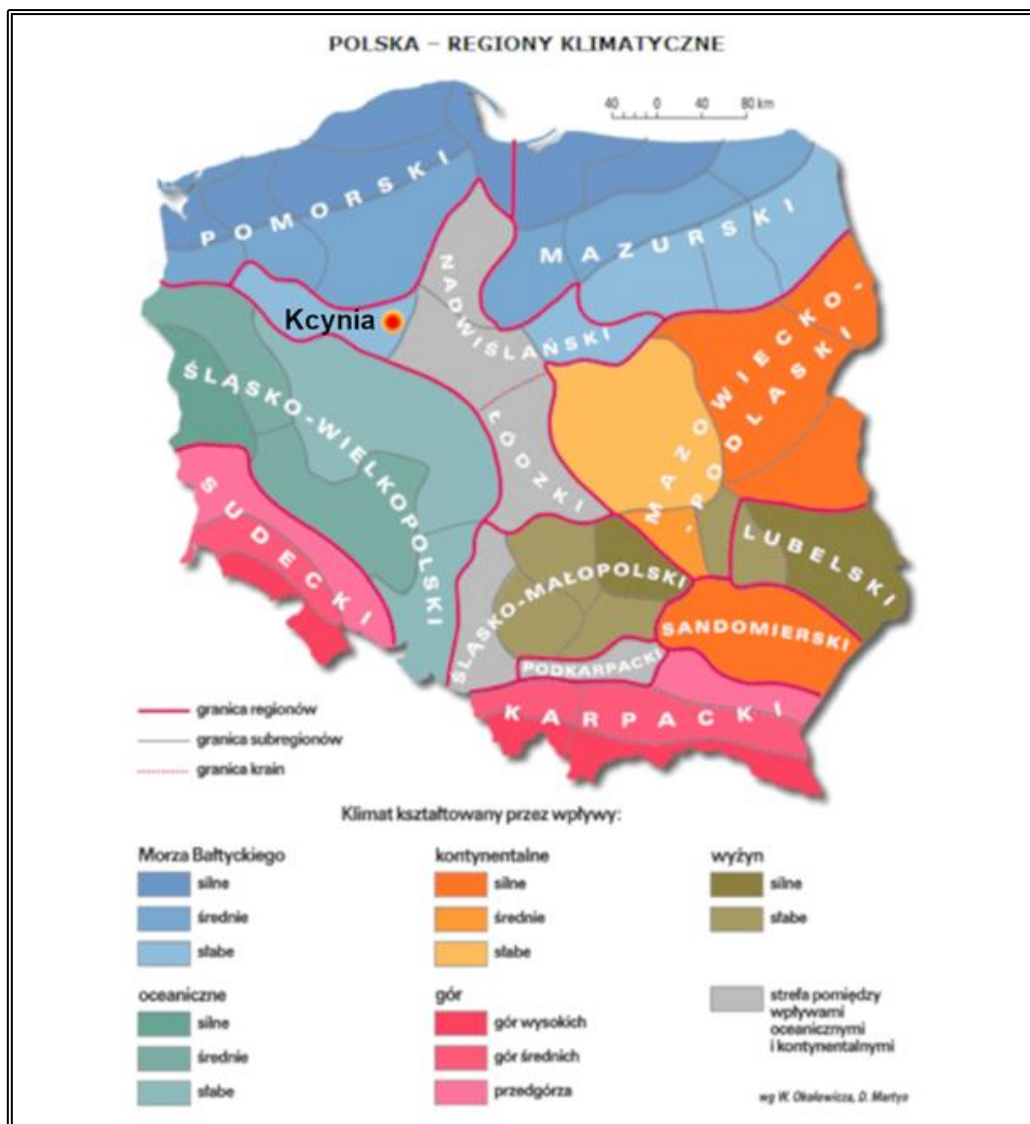 POLSKA – REGIONY KLIMATYCZNE
40 0 40 80 km
POMORSKI
MAZURSKI
NADWIŚLAŃSKI
Kcynia
MAZOWIECKO-
-PODLASKI
ŚLĄSKO-WIELKOPOLSKI
ŁÓDZKI
SUDECKI
LUBELSKI
ŚLĄSKO-MAŁOPOLSKI
SANDOMIERSKI
PODKARPACKI
KARPACKI
granica regionów
granica subregionów
granica krain
Klimat kształtowany przez wpływy:
Morza Bałtyckiego
silne
średnie
słabe
kontynentalne
silne
średnie
słabe
wyżyn
silne
słabe
oceaniczne
silne
średnie
słabe
gór
gór wysokich
gór średnich
przedgórza
strefa pomiędzy
wpływami
oceanicznymi
i kontynentalnymi
wg W. Okołowicza, D. Martyn